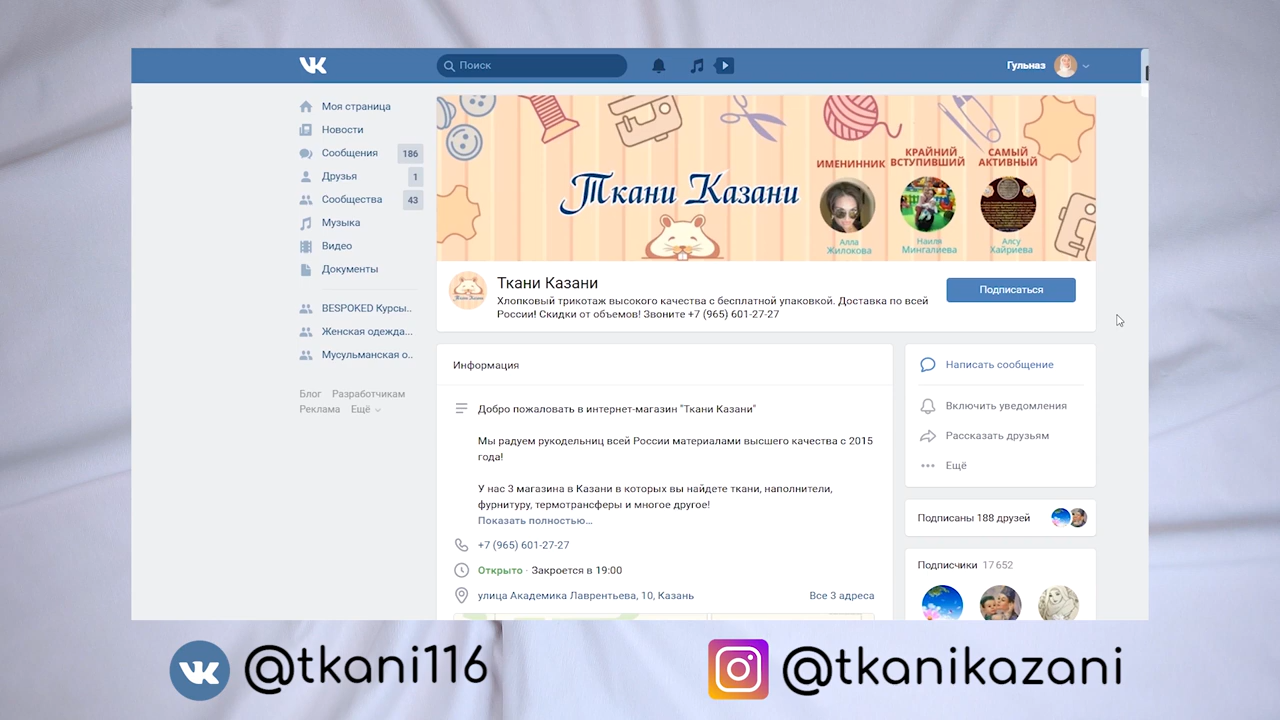 VK
Поиск
Гульназ
Моя страница
Новости
Сообщения 186
Друзья 1
Сообщества 43
Музыка
Видео
Документы
BESPOKED Курсы..
Женская одежда...
Мусульманская о..
Блог Разработчикам
Реклама Ещё
Ткани Казани
ИМЕНИННИК
КРАЙНИЙ
ВСТУПИВШИЙ
САМЫЙ
АКТИВНЫЙ
Алла
Жилокова
Наиля
Мингалиева
Алсу
Хайриева
Ткани Казани
Ткани Казани
Хлопковый трикотаж высокого качества с бесплатной упаковкой. Доставка по всей
России! Скидки от объемов! Звоните +7 (965) 601-27-27
Подписаться
Информация
Добро пожаловать в интернет-магазин "Ткани Казани"
Мы радуем рукодельниц всей России материалами высшего качества с 2015
года!
У нас 3 магазина в Казани в которых вы найдете ткани, наполнители,
фурнитуру, термотрансферы и многое другое!
Показать полностью...
+7 (965) 601-27-27
Открыто · Закроется в 19:00
улица Академика Лаврентьева, 10, Казань Все 3 адреса
Написать сообщение
Включить уведомления
Рассказать друзьям
Ещё
Подписаны 188 друзей
Подписчики 17 652
VK @tkani116
@tkanikazani